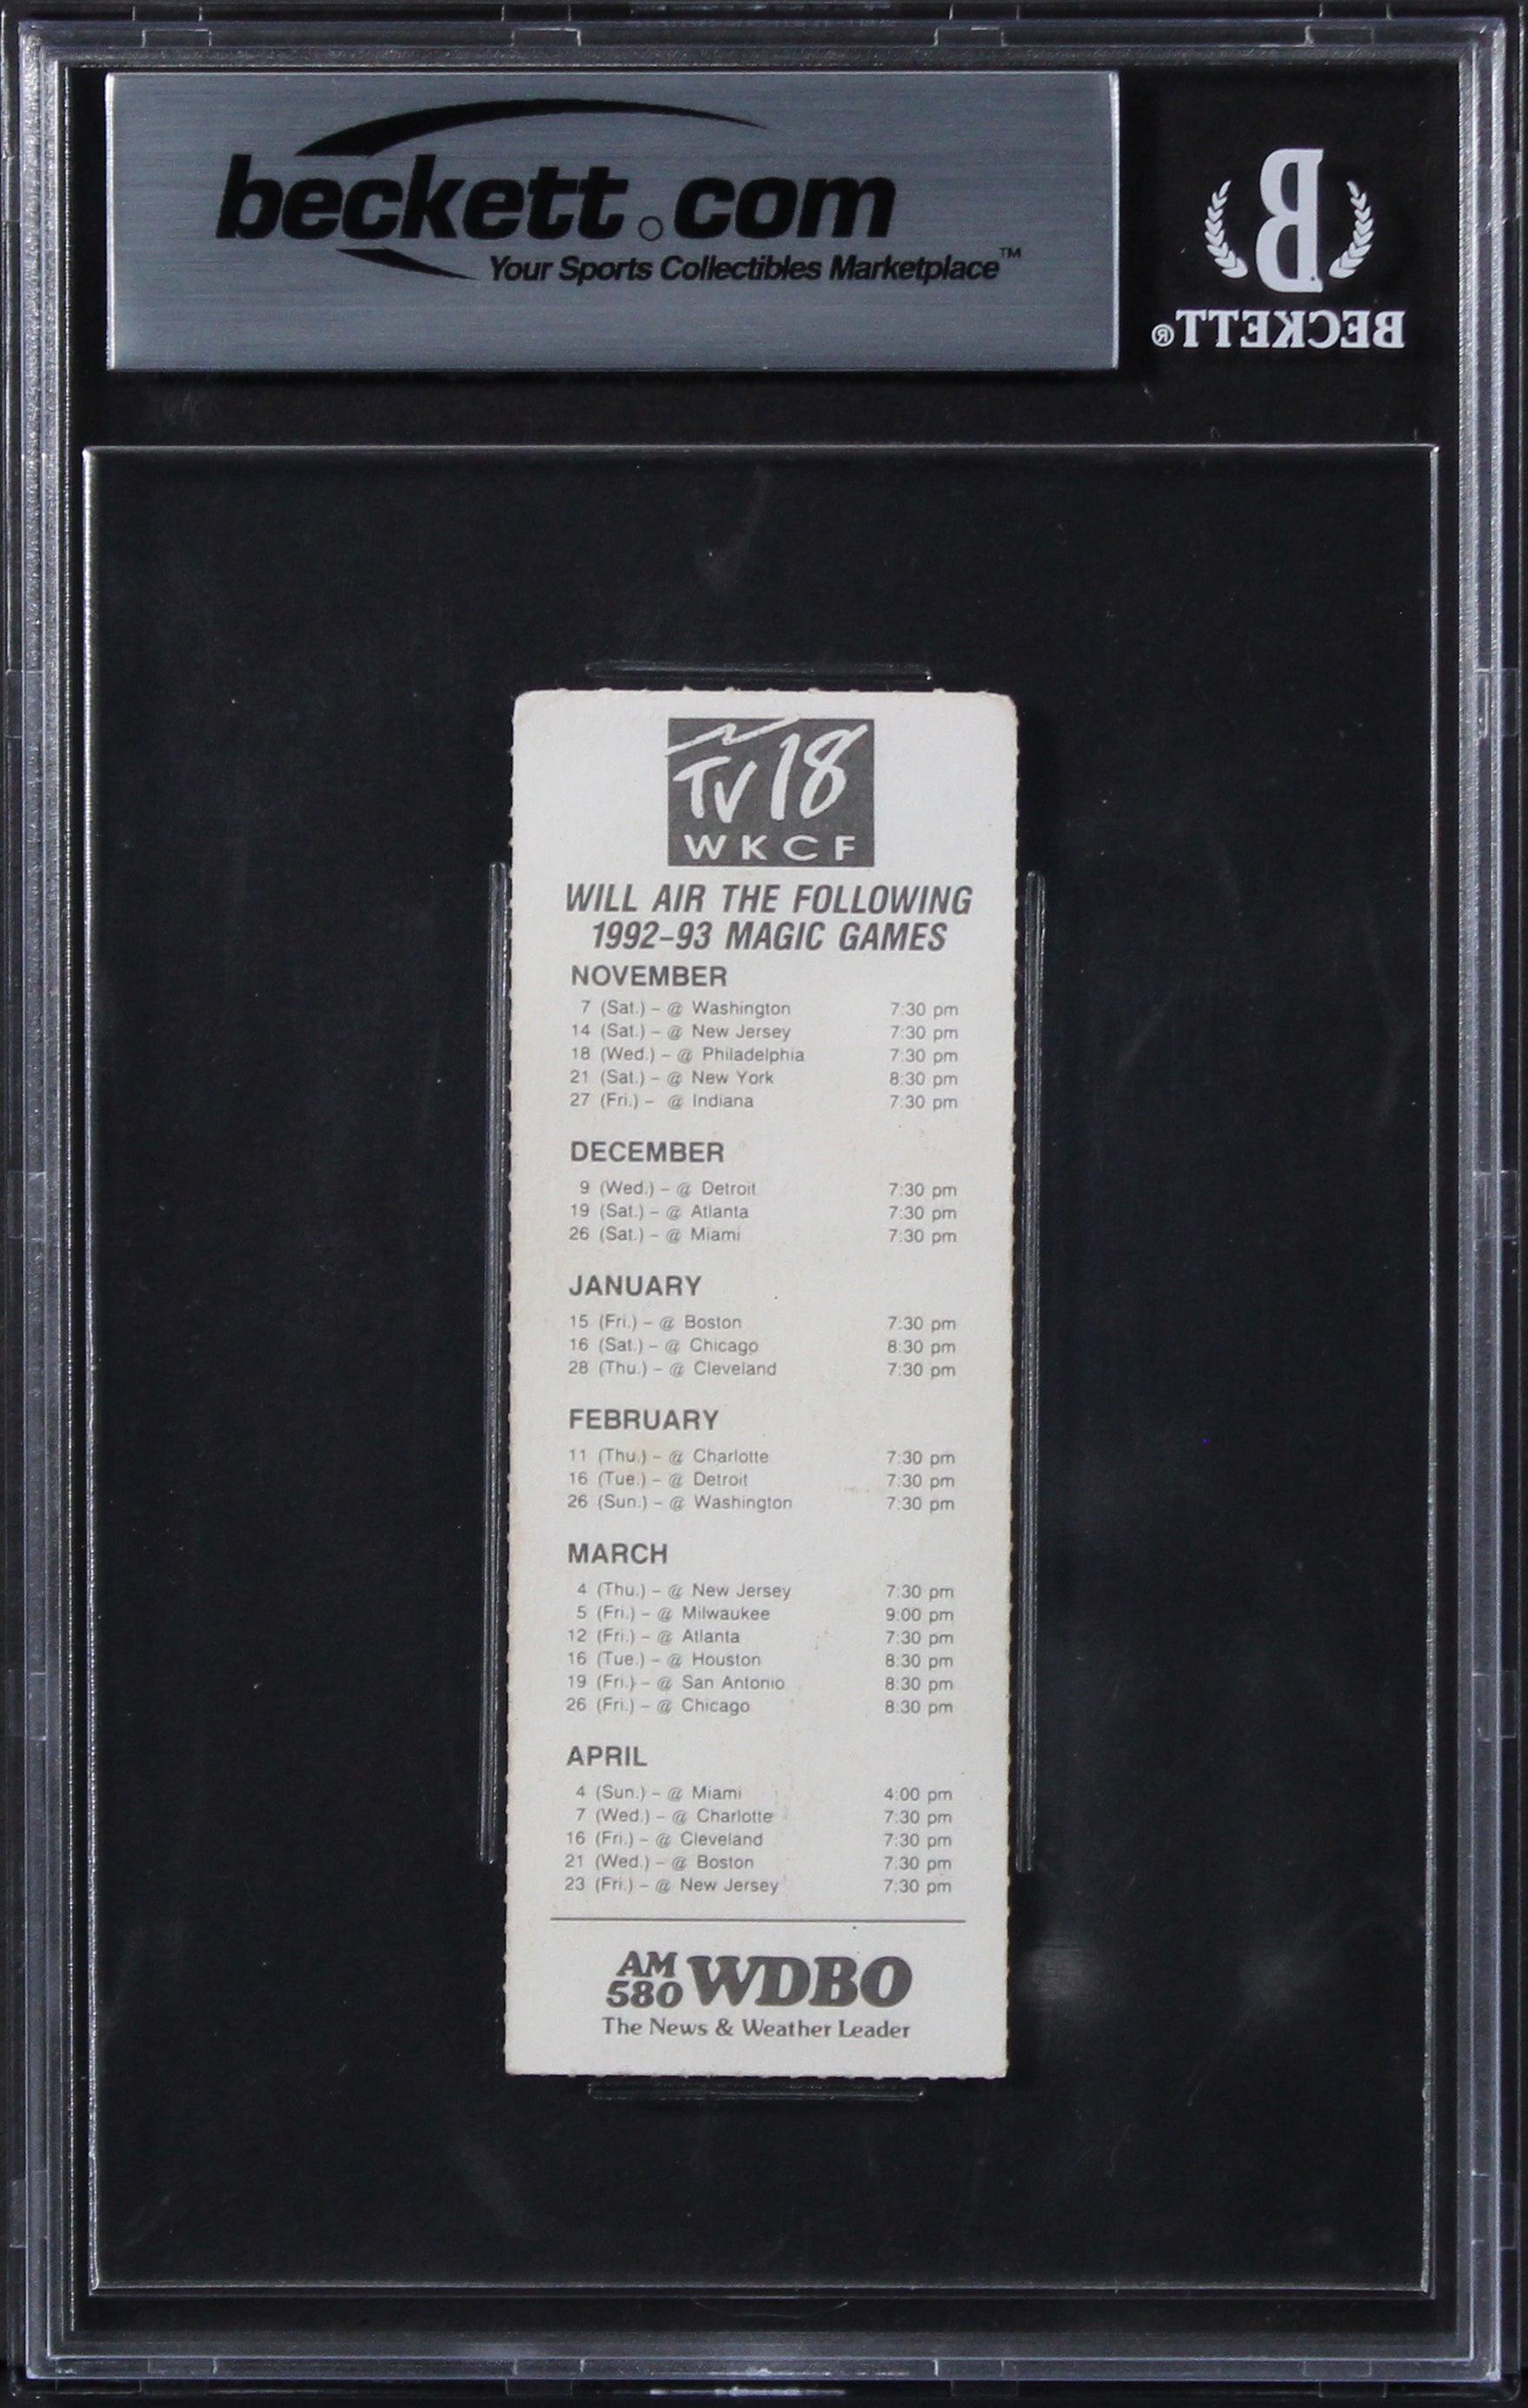 beckett.com
Your Sports Collectibles Marketplace™
B
BECKETT®
TV18
WKCF
WILL AIR THE FOLLOWING
1992-93 MAGIC GAMES
NOVEMBER
7 (Sat.) – @ Washington 7:30 pm
14 (Sat.) – @ New Jersey 7:30 pm
18 (Wed.) – @ Philadelphia 7:30 pm
21 (Sat.) – @ New York 8:30 pm
27 (Fri.) – @ Indiana 7:30 pm
DECEMBER
9 (Wed.) – @ Detroit 7:30 pm
19 (Sat.) – @ Atlanta 7:30 pm
26 (Sat.) – @ Miami 7:30 pm
JANUARY
15 (Fri.) – @ Boston 7:30 pm
16 (Sat.) – @ Chicago 8:30 pm
28 (Thu.) – @ Cleveland 7:30 pm
FEBRUARY
11 (Thu.) – @ Charlotte 7:30 pm
16 (Tue.) – @ Detroit 7:30 pm
26 (Sun.) – @ Washington 7:30 pm
MARCH
4 (Thu.) – @ New Jersey 7:30 pm
5 (Fri.) – @ Milwaukee 9:00 pm
12 (Fri.) – @ Atlanta 7:30 pm
16 (Tue.) – @ Houston 8:30 pm
19 (Fri.) – @ San Antonio 8:30 pm
26 (Fri.) – @ Chicago 8:30 pm
APRIL
4 (Sun.) – @ Miami 4:00 pm
7 (Wed.) – @ Charlotte 7:30 pm
16 (Fri.) – @ Cleveland 7:30 pm
21 (Wed.) – @ Boston 7:30 pm
23 (Fri.) – @ New Jersey 7:30 pm
AM 580 WDBO
The News & Weather Leader